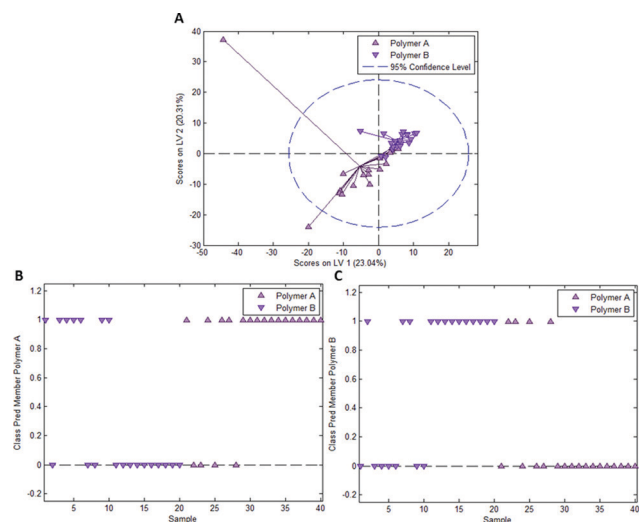 A
Polymer A
Polymer B
95% Confidence Level
Scores on LV 2 (20.31%)
40
30
20
10
0
-10
-20
-30
-50 -40 -30 -20 -10 0 10 20
Scores on LV 1 (23.04%)
B
Polymer A
Polymer B
Class Pred Member Polymer A
1.2
1
0.8
0.6
0.4
0.2
0
-0.2
5 10 15 20 25 30 35 40
Sample
C
Polymer A
Polymer B
Class Pred Member Polymer B
1.2
1
0.8
0.6
0.4
0.2
0
-0.2
5 10 15 20 25 30 35 40
Sample